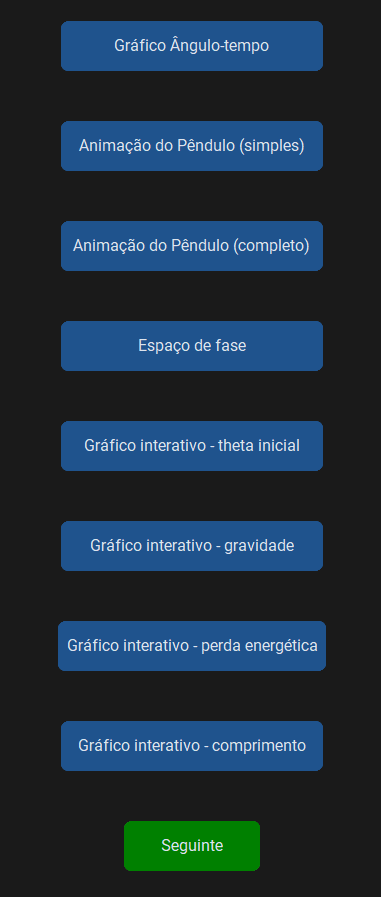 Gráfico Ângulo-tempo
Animação do Pêndulo (simples)
Animação do Pêndulo (completo)
Espaço de fase
Gráfico interativo - theta inicial
Gráfico interativo - gravidade
Gráfico interativo - perda energética
Gráfico interativo - comprimento
Seguinte